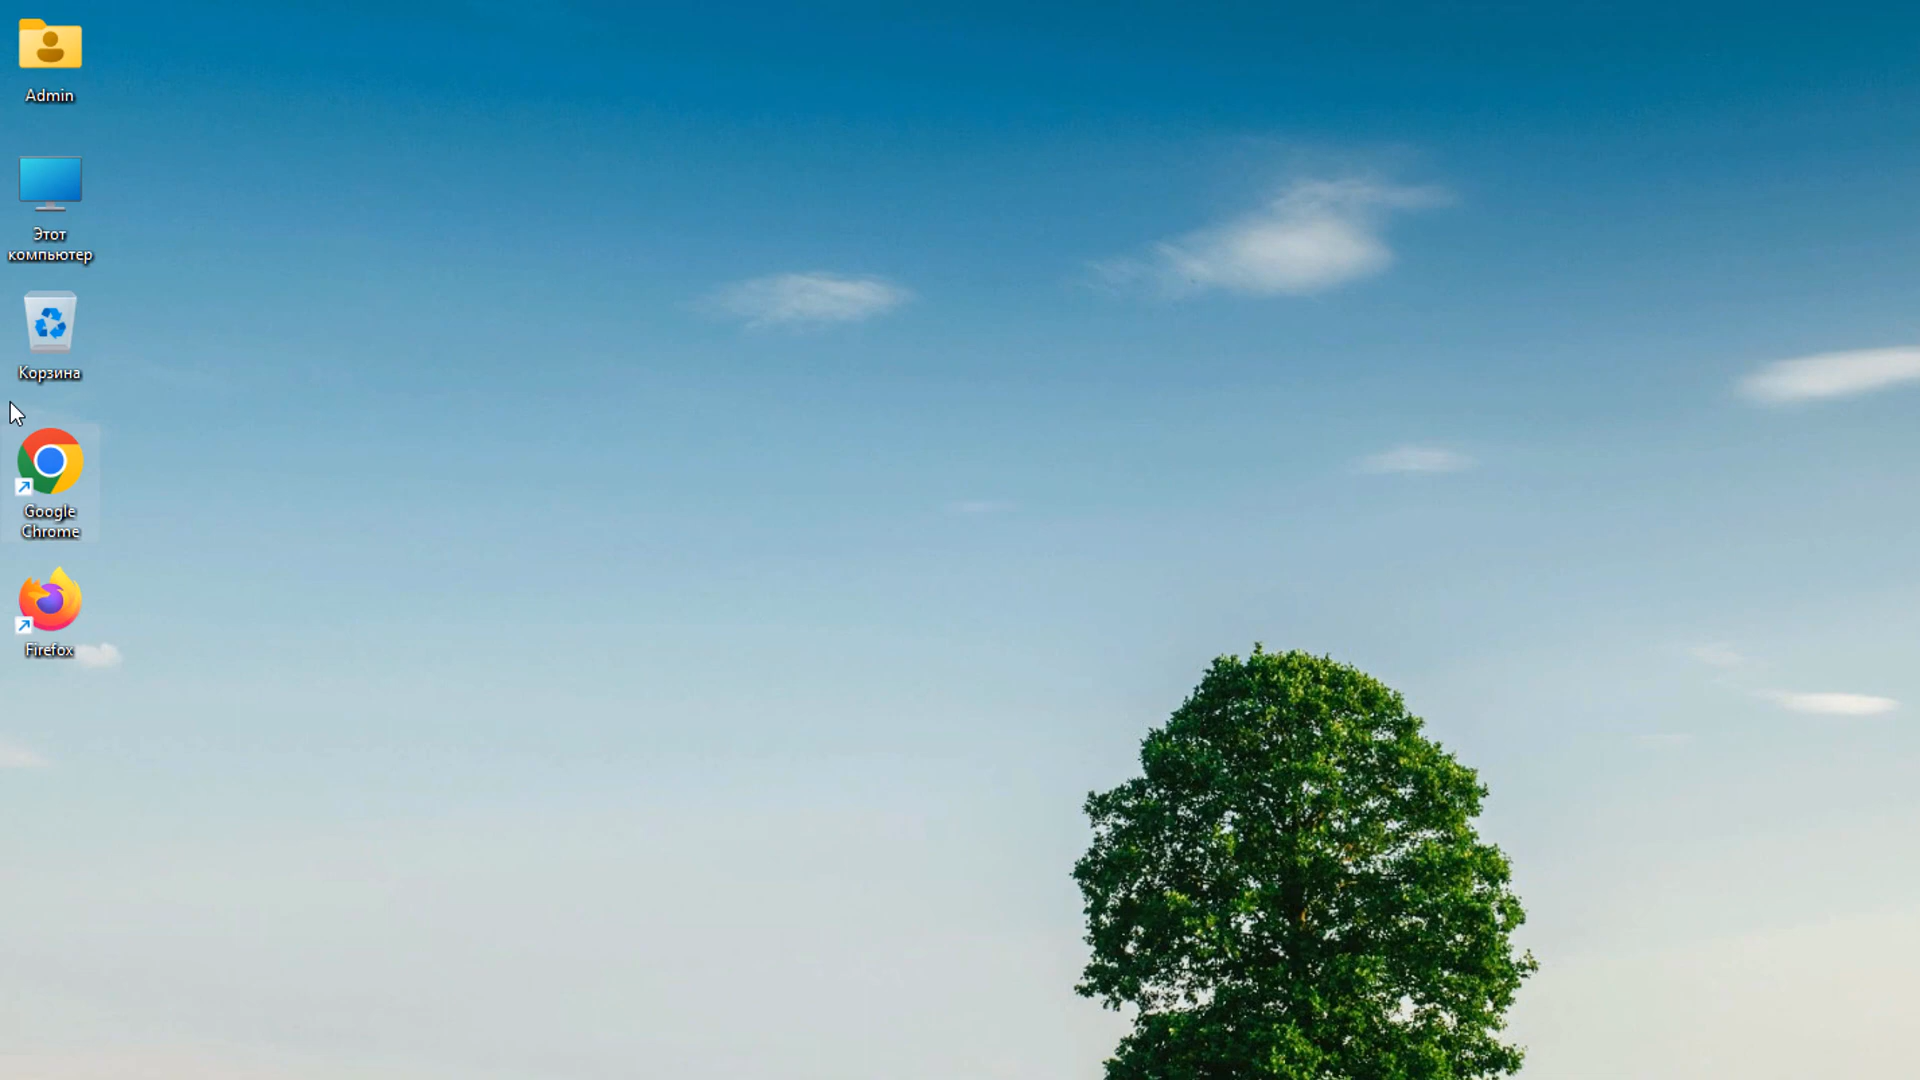 Admin
Этот
компьютер
Корзина
Google
Chrome
Firefox